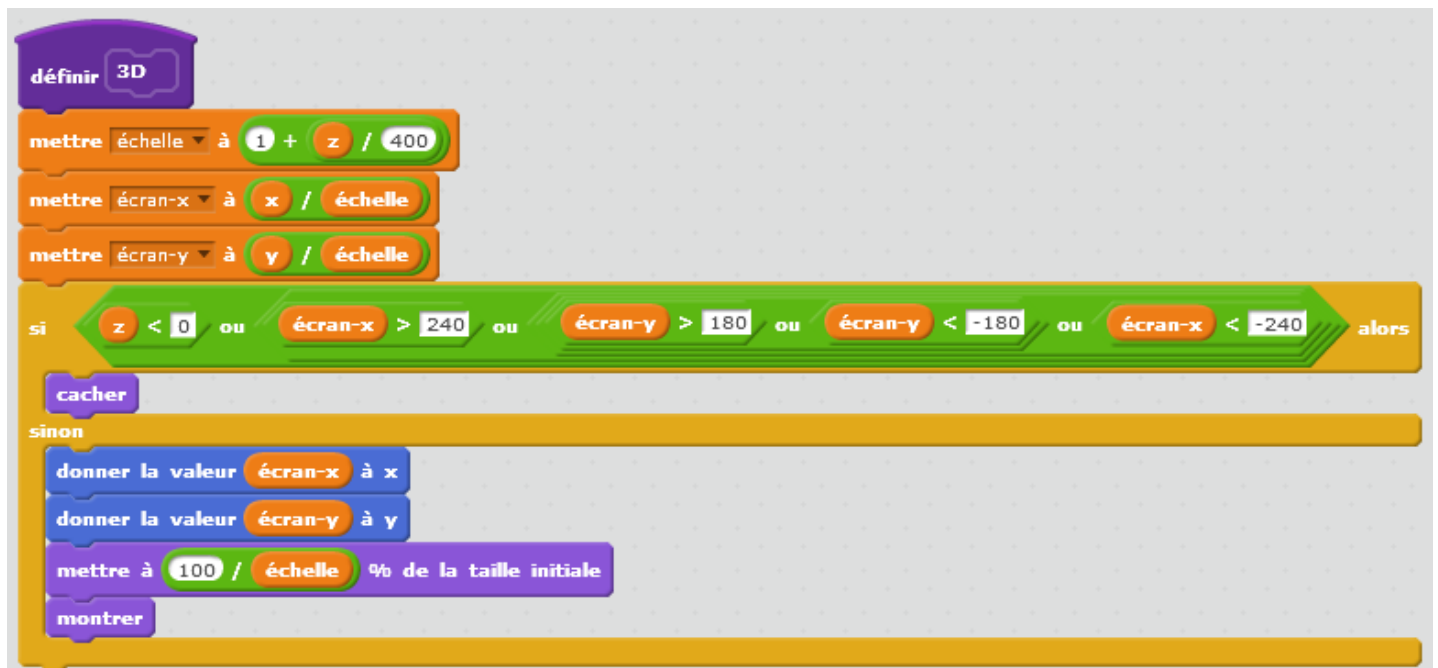 définir 3D
mettre échelle à 1 + z / 400
mettre écran-x à x / échelle
mettre écran-y à y / échelle
si z < 0 ou écran-x > 240 ou écran-y > 180 ou écran-y < -180 ou écran-x < -240 alors
cacher
sinon
donner la valeur écran-x à x
donner la valeur écran-y à y
mettre à 100 / échelle % de la taille initiale
montrer